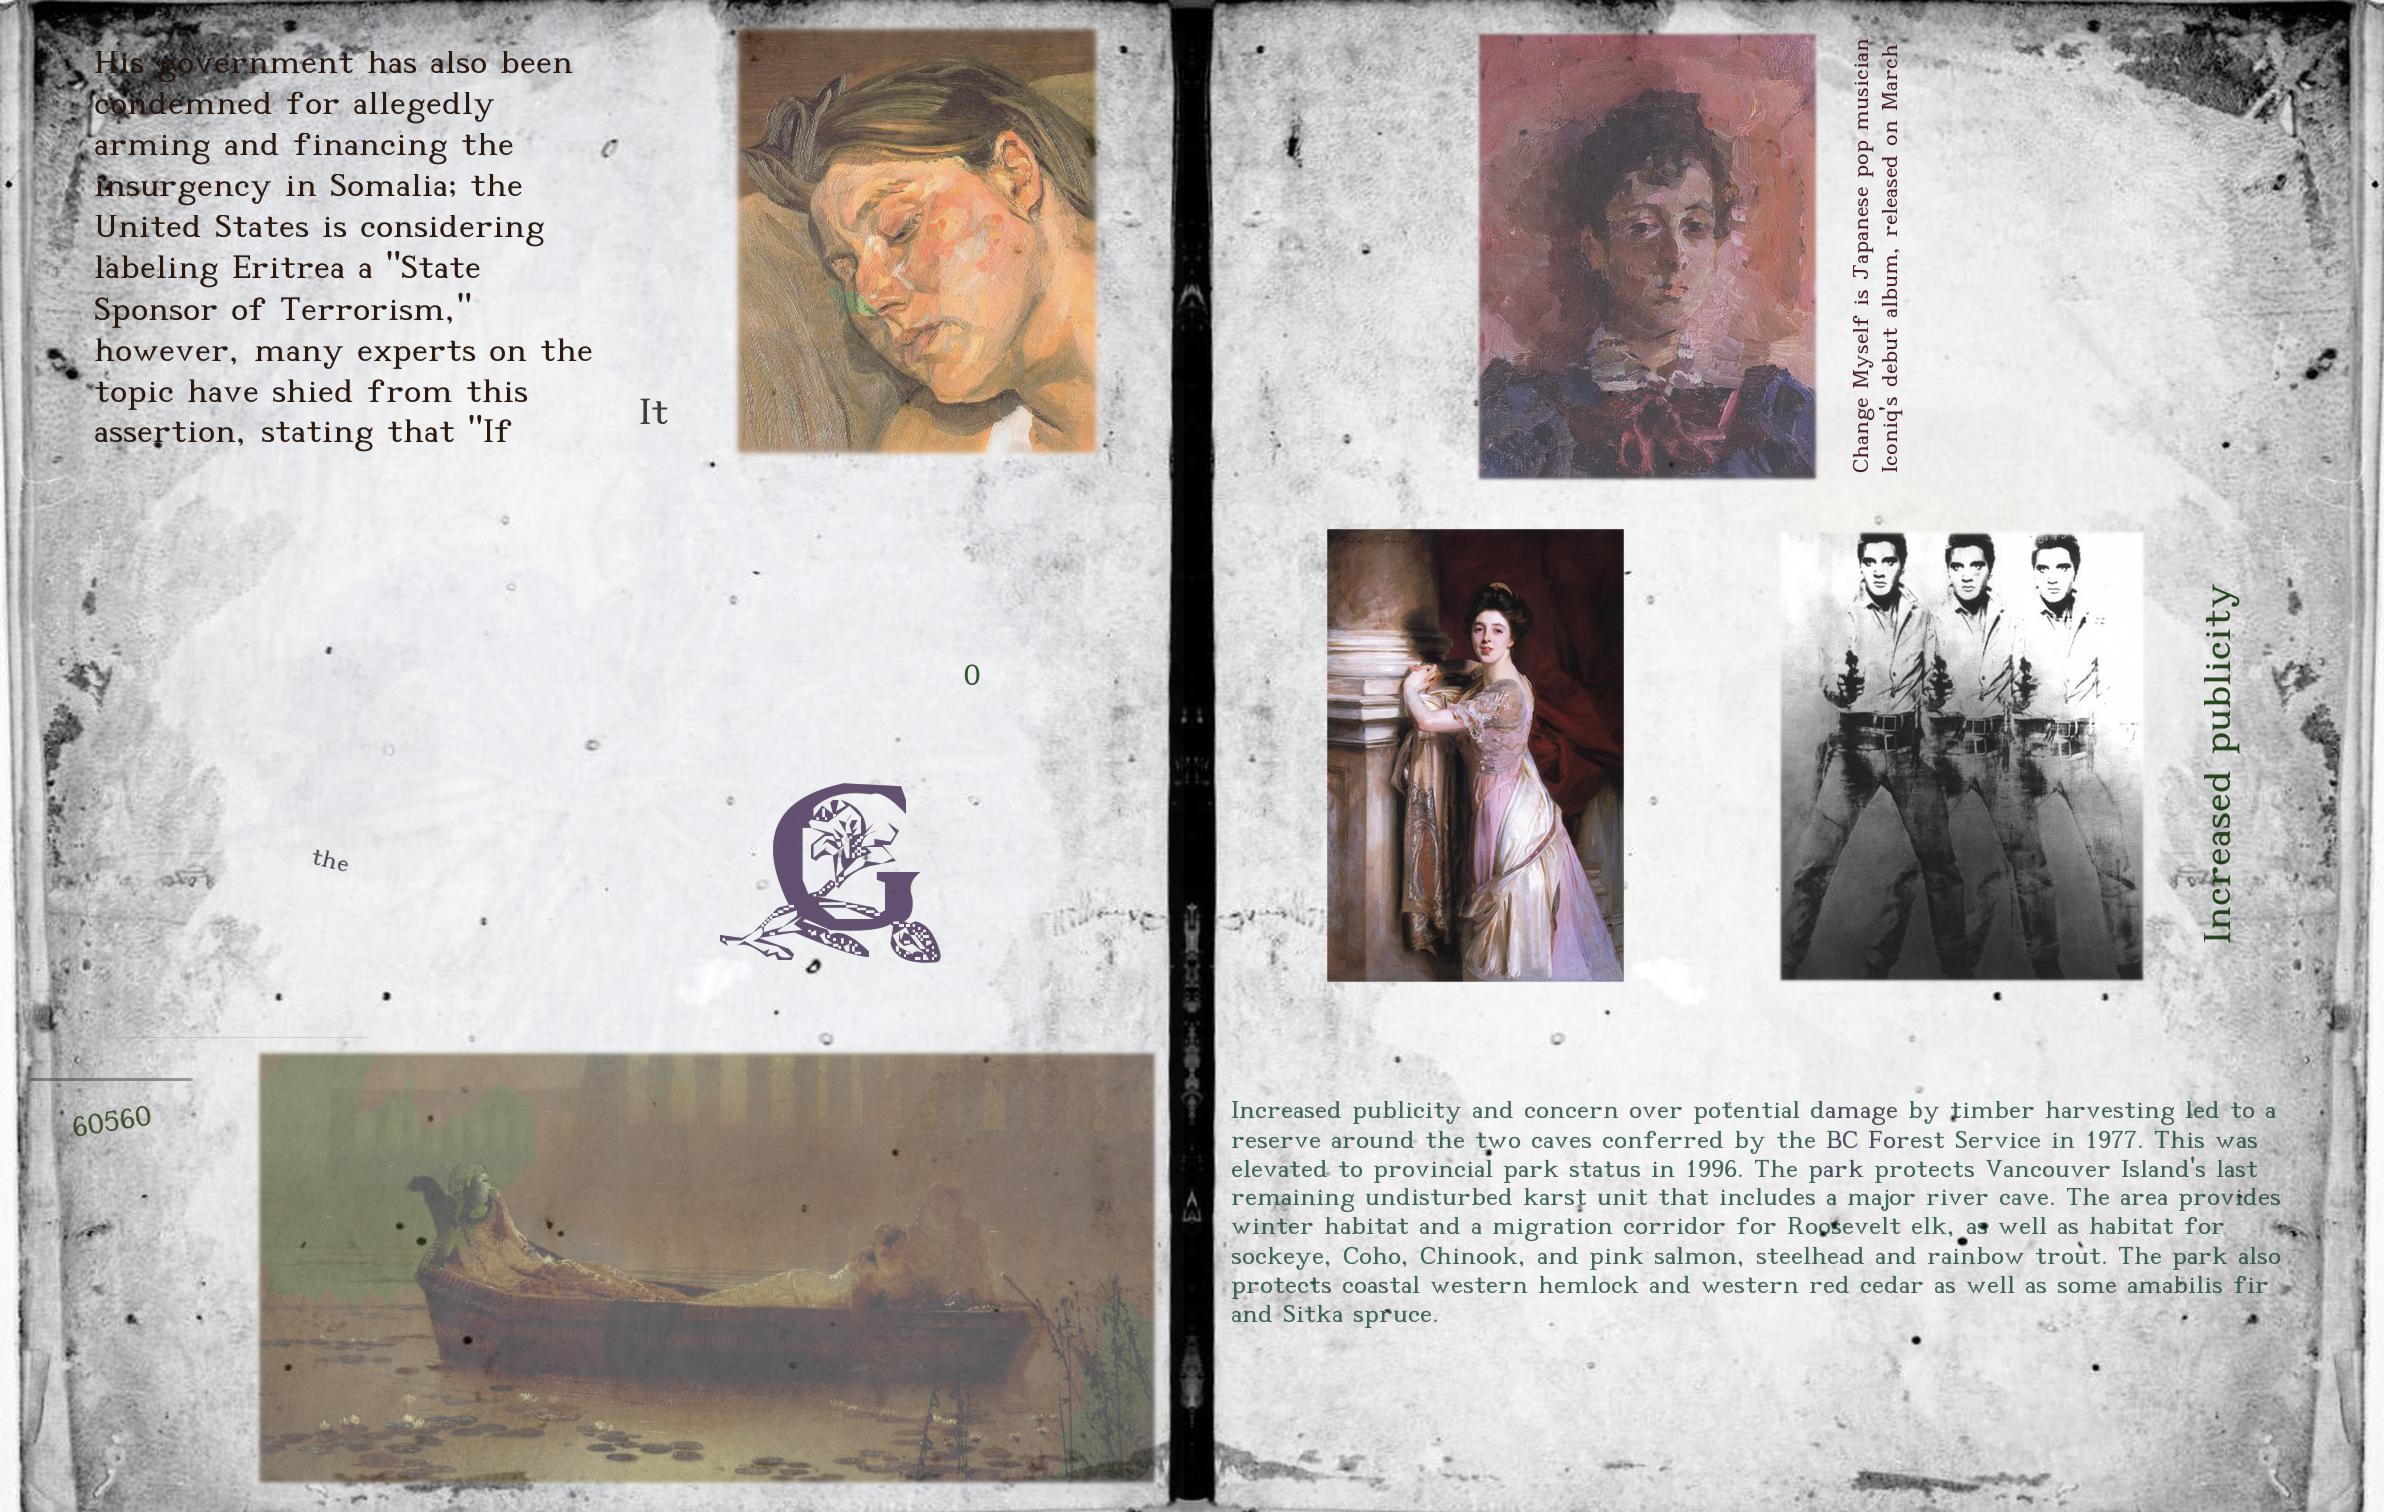 His government has also been
condemned for allegedly
arming and financing the
insurgency in Somalia; the
United States is considering
labeling Eritrea a "State
Sponsor of Terrorism,"
however, many experts on the
topic have shied from this
assertion, stating that "If
It
0
the
G
60560
Change Myself is Japanese pop musician
Iconiq's debut album, released on March
Increased publicity
Increased publicity and concern over potential damage by timber harvesting led to a
reserve around the two caves conferred by the BC Forest Service in 1977. This was
elevated to provincial park status in 1996. The park protects Vancouver Island's last
remaining undisturbed karst unit that includes a major river cave. The area provides
winter habitat and a migration corridor for Roosevelt elk, as well as habitat for
sockeye, Coho, Chinook, and pink salmon, steelhead and rainbow trout. The park also
protects coastal western hemlock and western red cedar as well as some amabilis fir
and Sitka spruce.